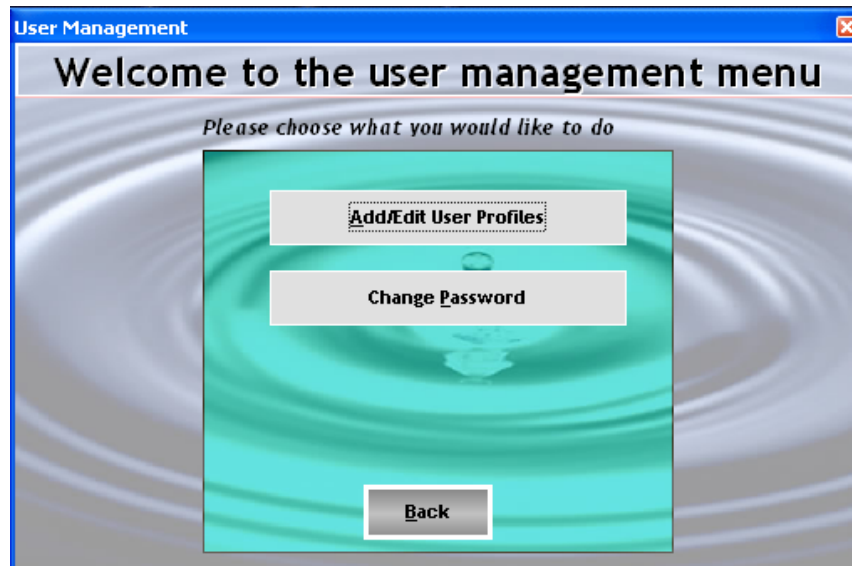 User Management
Welcome to the user management menu
Please choose what you would like to do
Add/Edit User Profiles
Change Password
Back